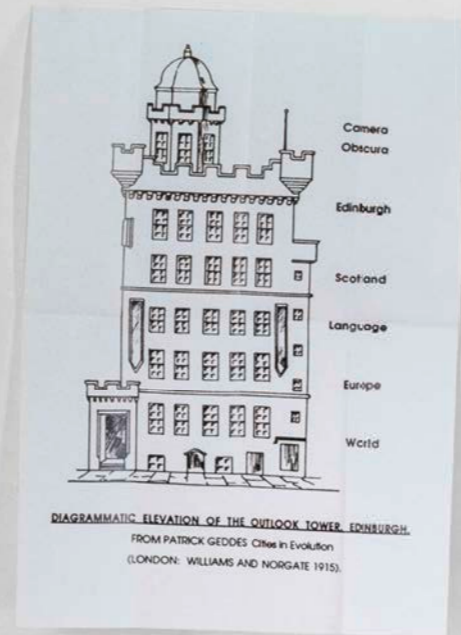 Camera
Obscura
Edinburgh
Scotland
Language
Europe
World
DIAGRAMMATIC ELEVATION OF THE OUTLOOK TOWER, EDINBURGH,
FROM PATRICK GEDDES Cities in Evolution
(LONDON: WILLIAMS AND NORGATE 1915).